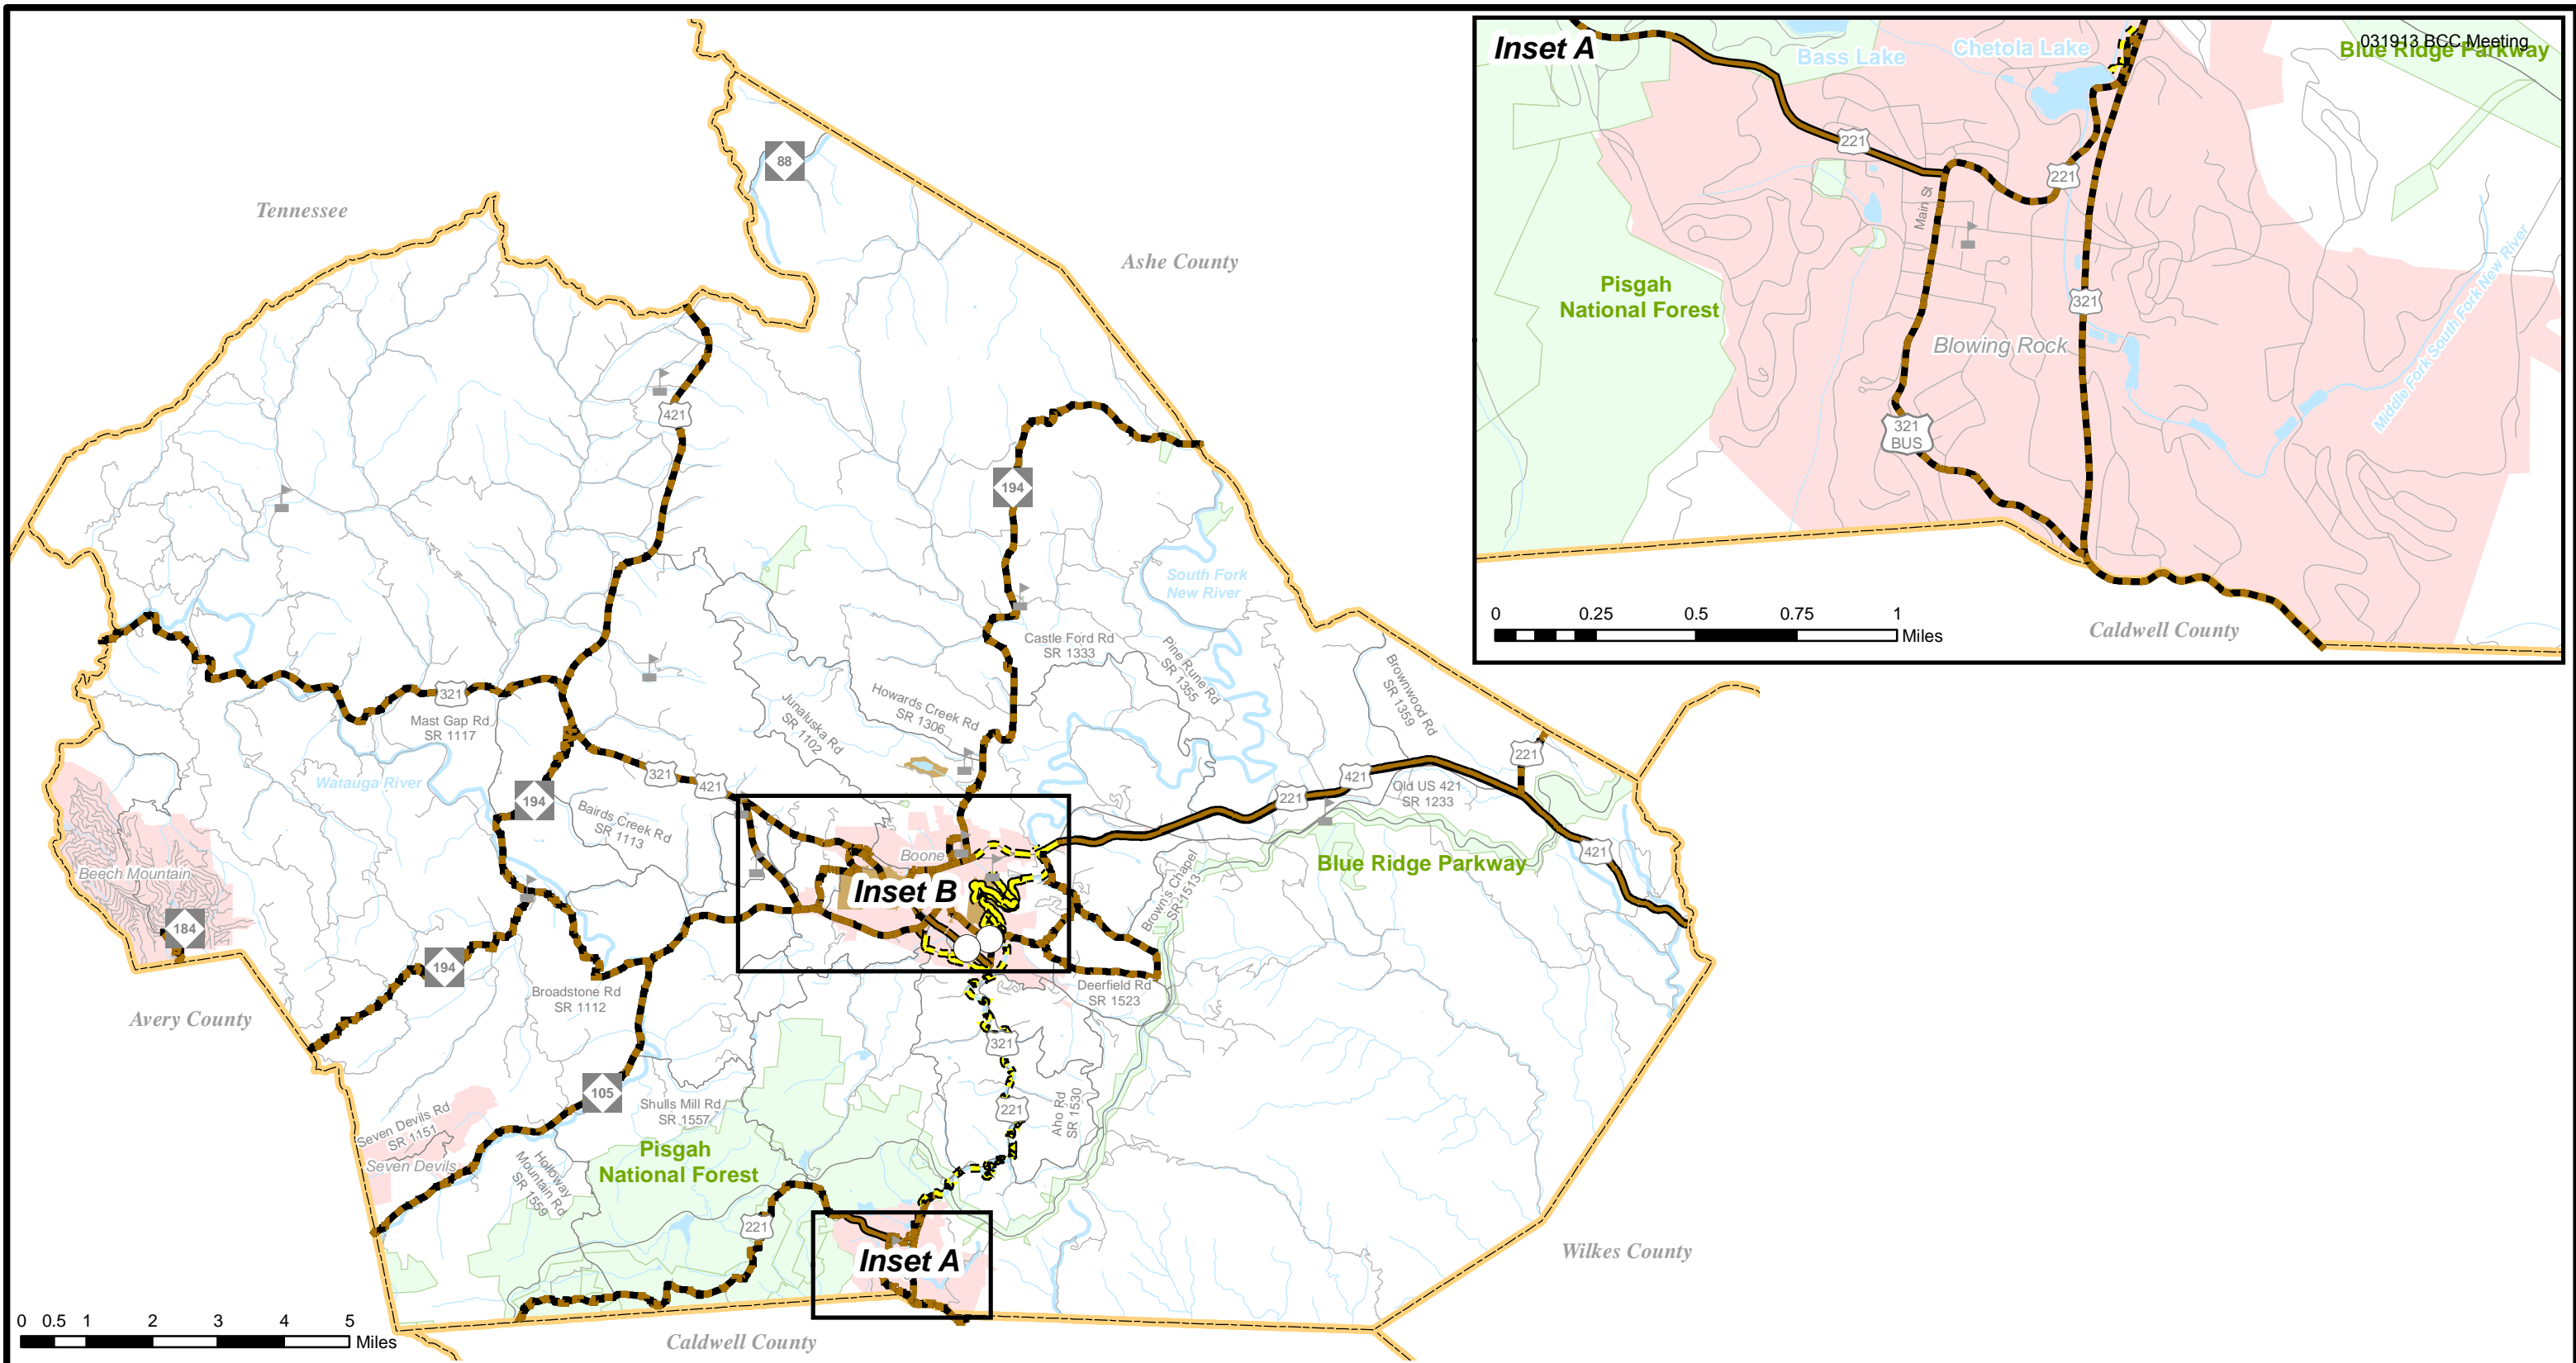 Inset A
031913 BCC Meeting
Blue Ridge Parkway
Bass Lake
Chetola Lake
221
221
Main St
Pisgah
National Forest
321
Blowing Rock
Middle Fork South Fork New River
321
BUS
0 0.25 0.5 0.75 1
Miles
Caldwell County
88
Tennessee
Ashe County
421
194
South Fork
New River
Castle Ford Rd
SR 1333
Pine Rune Rd
SR 1355
Brownwood Rd
SR 1359
321
Mast Gap Rd
SR 1117
Howards Creek Rd
SR 1306
Junaluska Rd
SR 1102
Watauga River
321
421
194
Bairds Creek Rd
SR 1113
221
421
221
Old US 421
SR 1233
421
Beech Mountain
184
Boone
Inset B
Blue Ridge Parkway
Brown's Chapel
SR 1513
194
Broadstone Rd
SR 1112
Deerfield Rd
SR 1523
Avery County
321
105
Shulls Mill Rd
SR 1557
221
Aho Rd
SR 1530
Seven Devils Rd
SR 1151
Seven Devils
Holloway
Mountain Rd
SR 1559
Pisgah
National Forest
221
Inset A
Wilkes County
0 0.5 1 2 3 4 5
Miles
Caldwell County